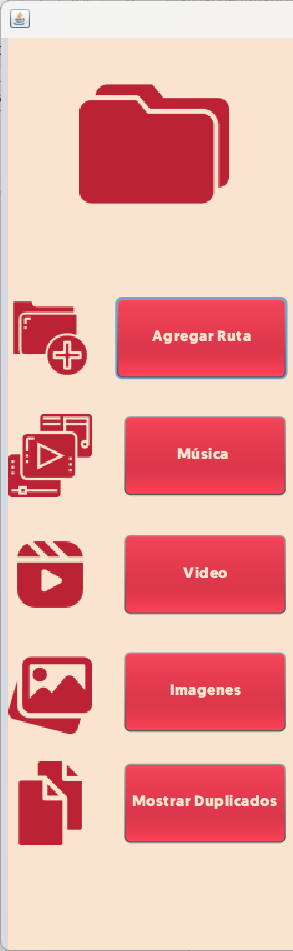 Agregar Ruta
Música
Video
Imagenes
Mostrar Duplicados